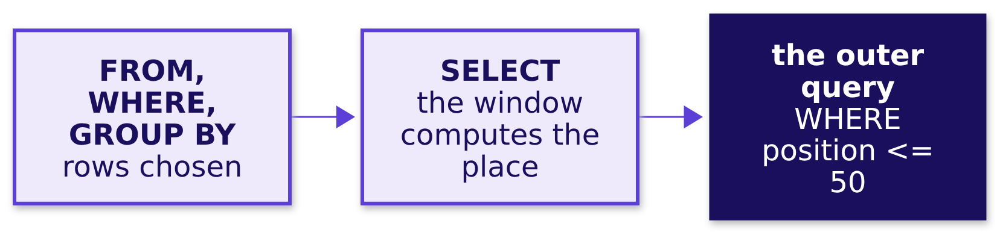 FROM,
WHERE,
GROUP BY
rows chosen
SELECT
the window
computes the
place
the outer
query
WHERE
position <=
50